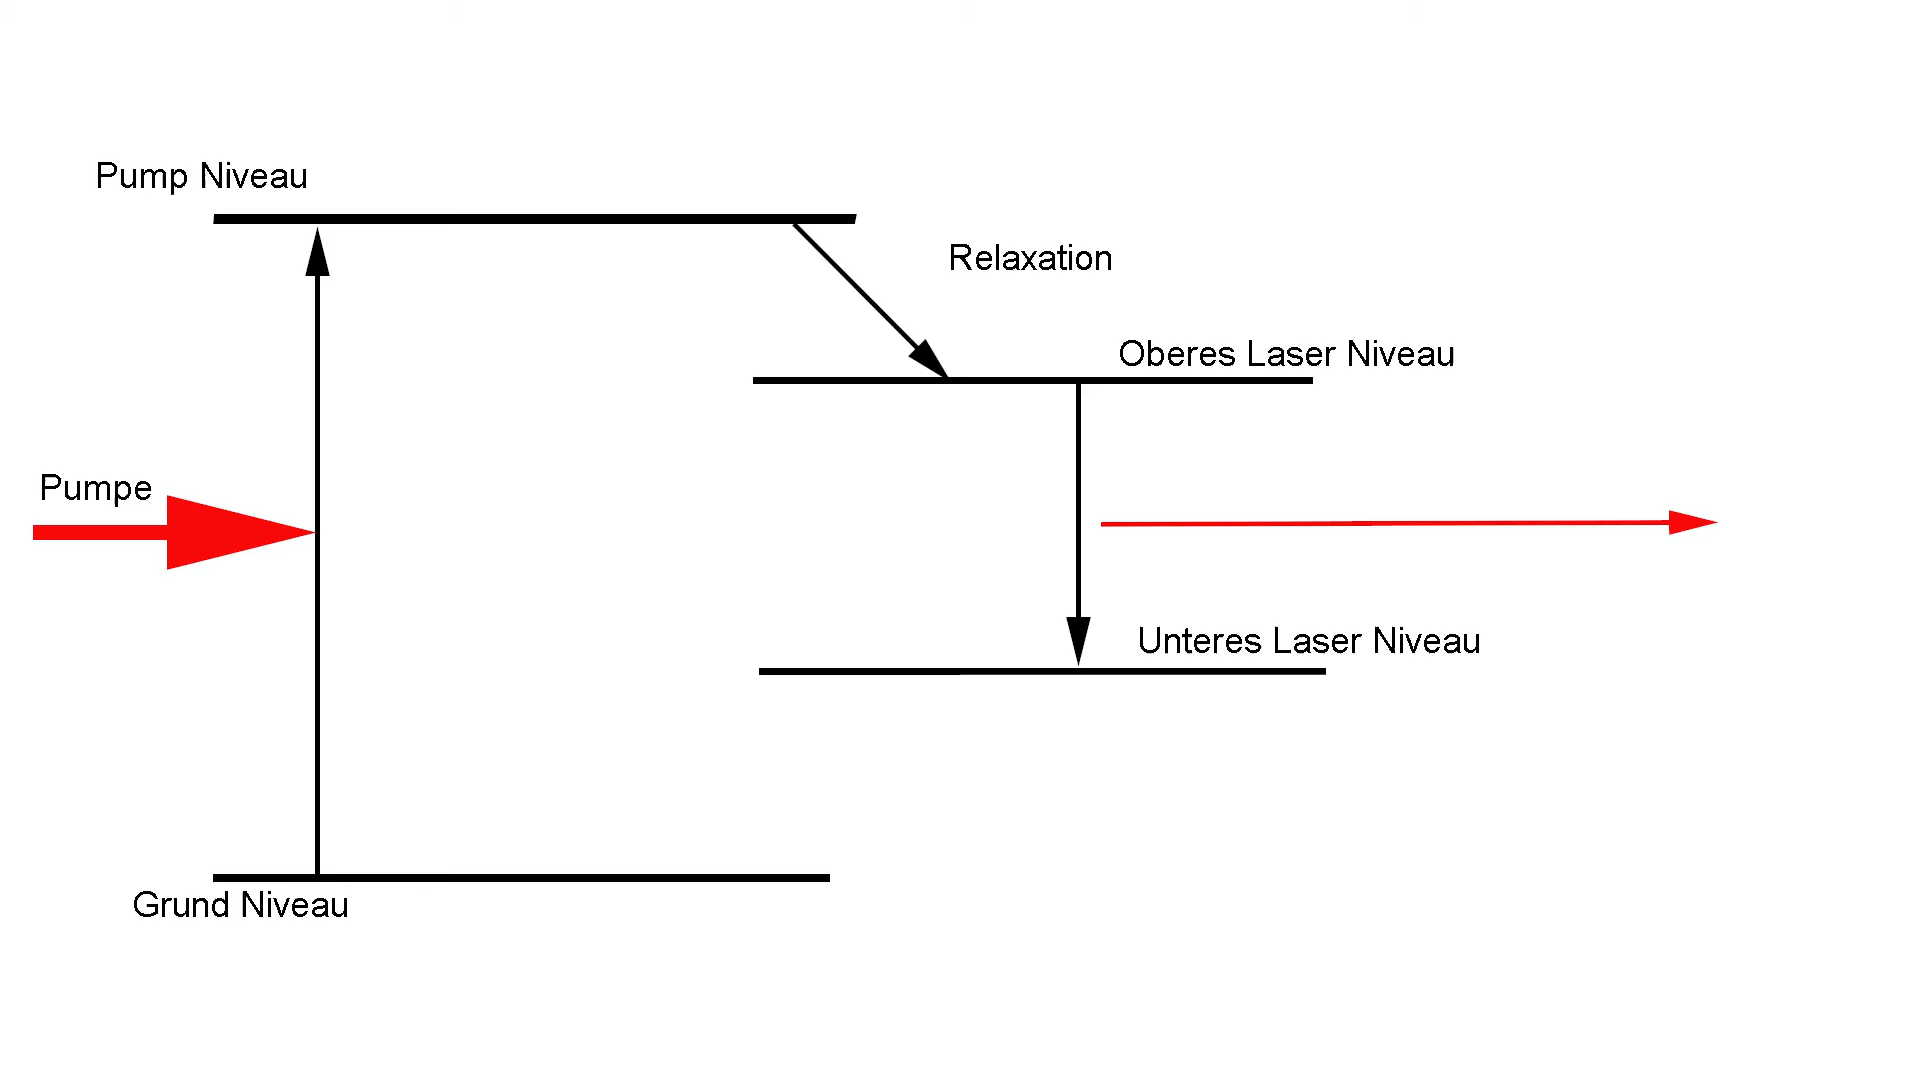 Pump Niveau
Relaxation
Oberes Laser Niveau
Pumpe
Unteres Laser Niveau
Grund Niveau